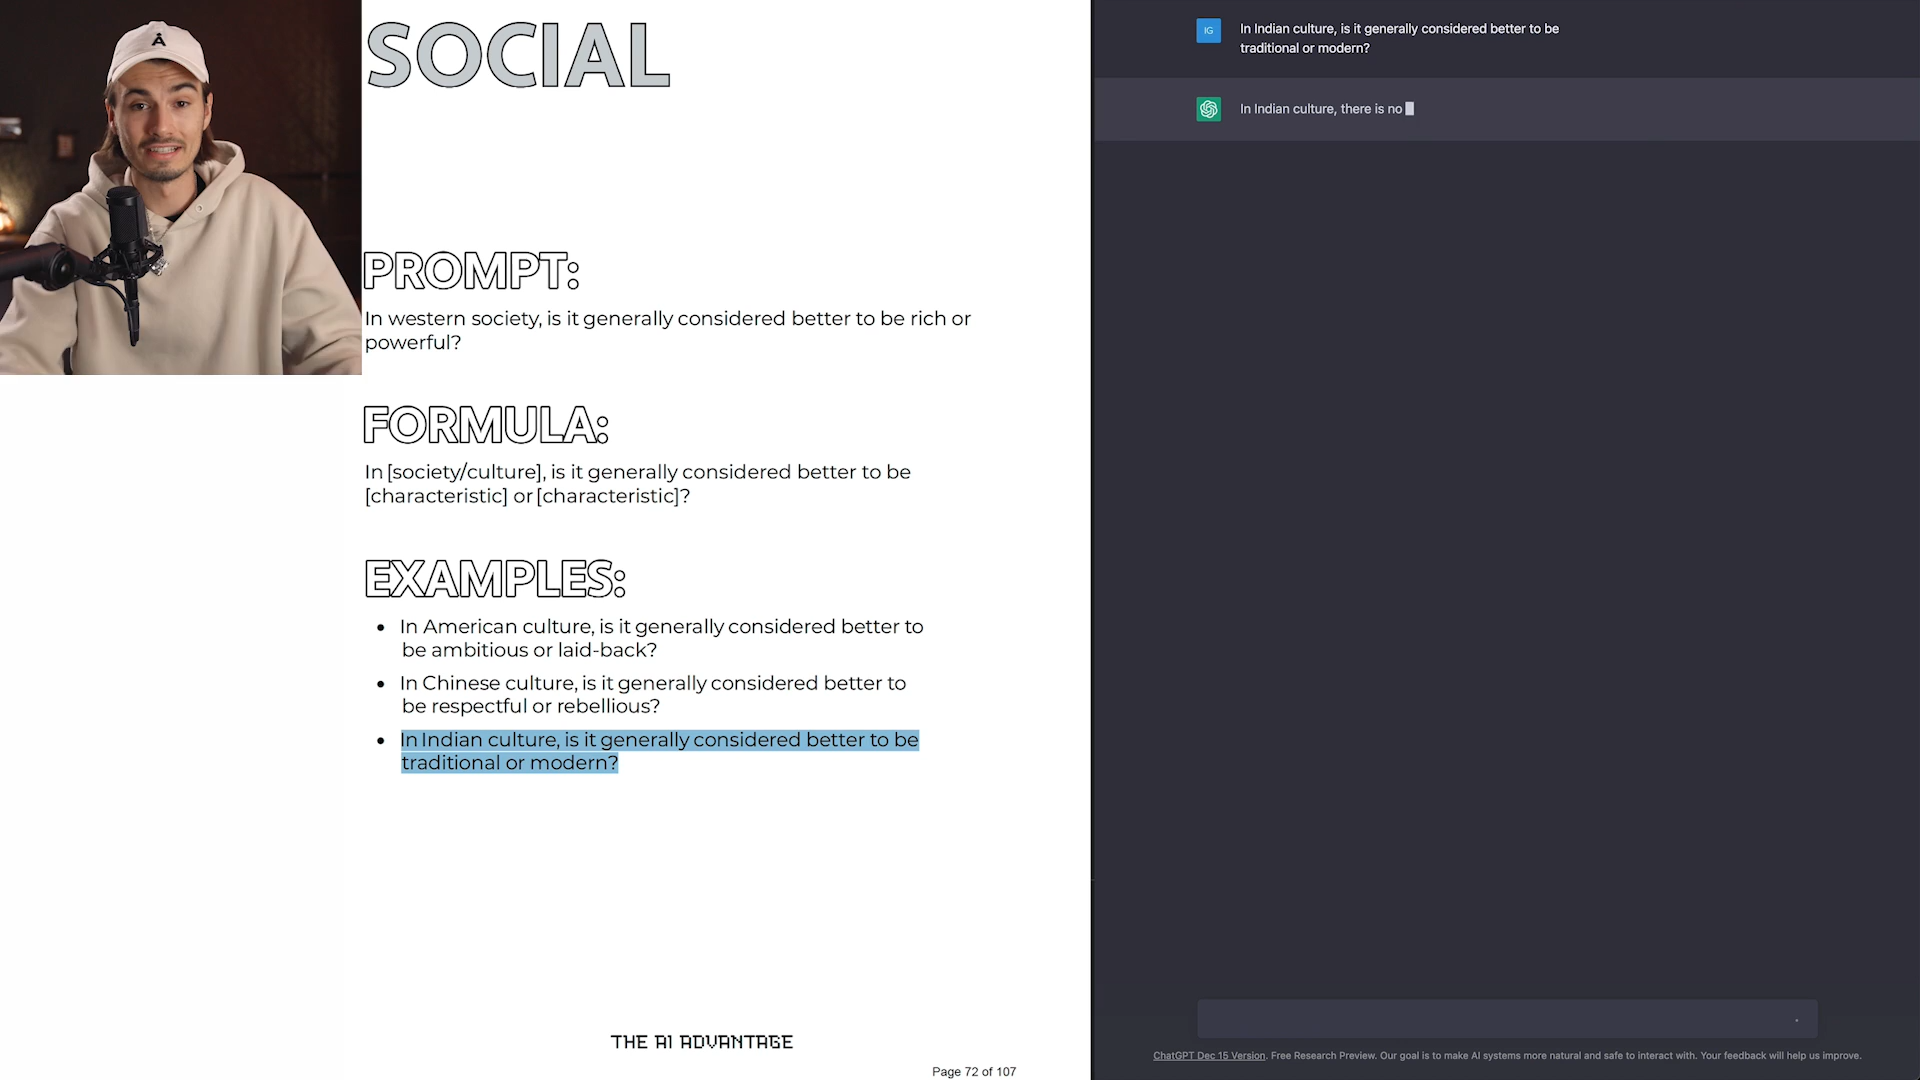 SOCIAL
PROMPT:
In western society, is it generally considered better to be rich or
powerful?
FORMULA:
In [society/culture], is it generally considered better to be
[characteristic] or [characteristic]?
EXAMPLES:
• In American culture, is it generally considered better to
be ambitious or laid-back?
• In Chinese culture, is it generally considered better to
be respectful or rebellious?
• In Indian culture, is it generally considered better to be
traditional or modern?
THE AI ADVANTAGE
Page 72 of 107
IG
In Indian culture, is it generally considered better to be
traditional or modern?
In Indian culture, there is no
ChatGPT Dec 15 Version. Free Research Preview. Our goal is to make AI systems more natural and safe to interact with. Your feedback will help us improve.